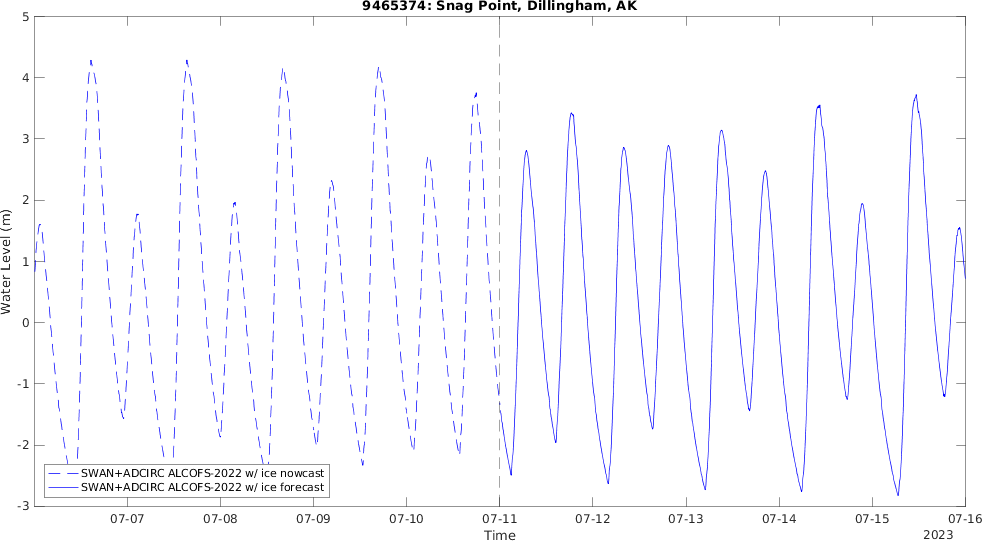 9465374: Snag Point, Dillingham, AK
5
4
3
2
1
0
-1
-2
-3
Water Level (m)
SWAN+ADCIRC ALCOFS-2022 w/ ice nowcast
SWAN+ADCIRC ALCOFS-2022 w/ ice forecast
07-07 07-08 07-09 07-10 07-11 07-12 07-13 07-14 07-15 07-16
Time
2023